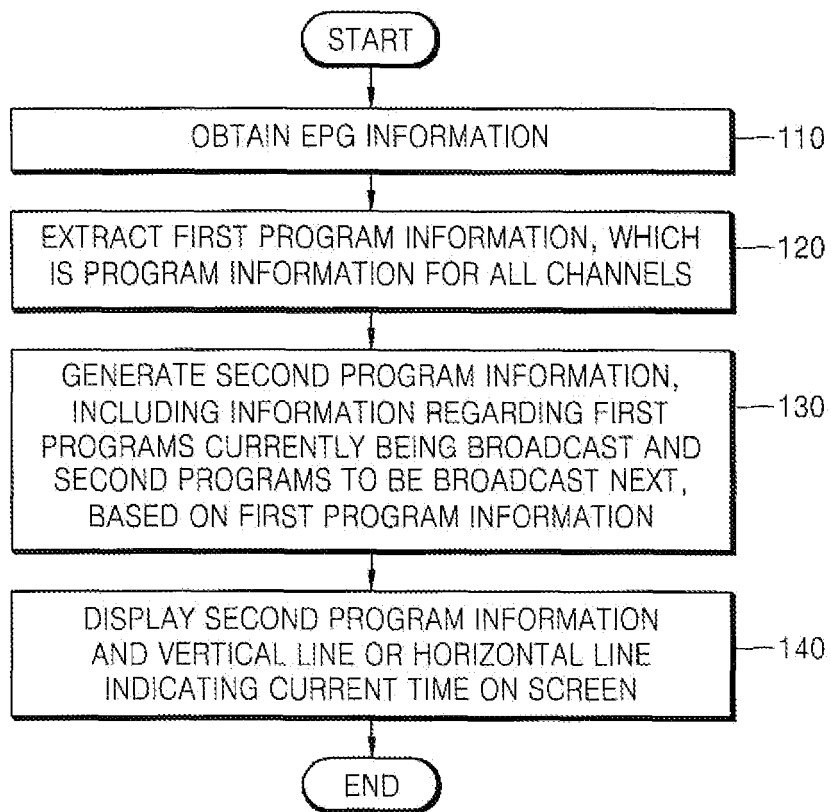 START
OBTAIN EPG INFORMATION
110
EXTRACT FIRST PROGRAM INFORMATION, WHICH
IS PROGRAM INFORMATION FOR ALL CHANNELS
120
GENERATE SECOND PROGRAM INFORMATION,
INCLUDING INFORMATION REGARDING FIRST
PROGRAMS CURRENTLY BEING BROADCAST AND
SECOND PROGRAMS TO BE BROADCAST NEXT,
BASED ON FIRST PROGRAM INFORMATION
130
DISPLAY SECOND PROGRAM INFORMATION
AND VERTICAL LINE OR HORIZONTAL LINE
INDICATING CURRENT TIME ON SCREEN
140
END